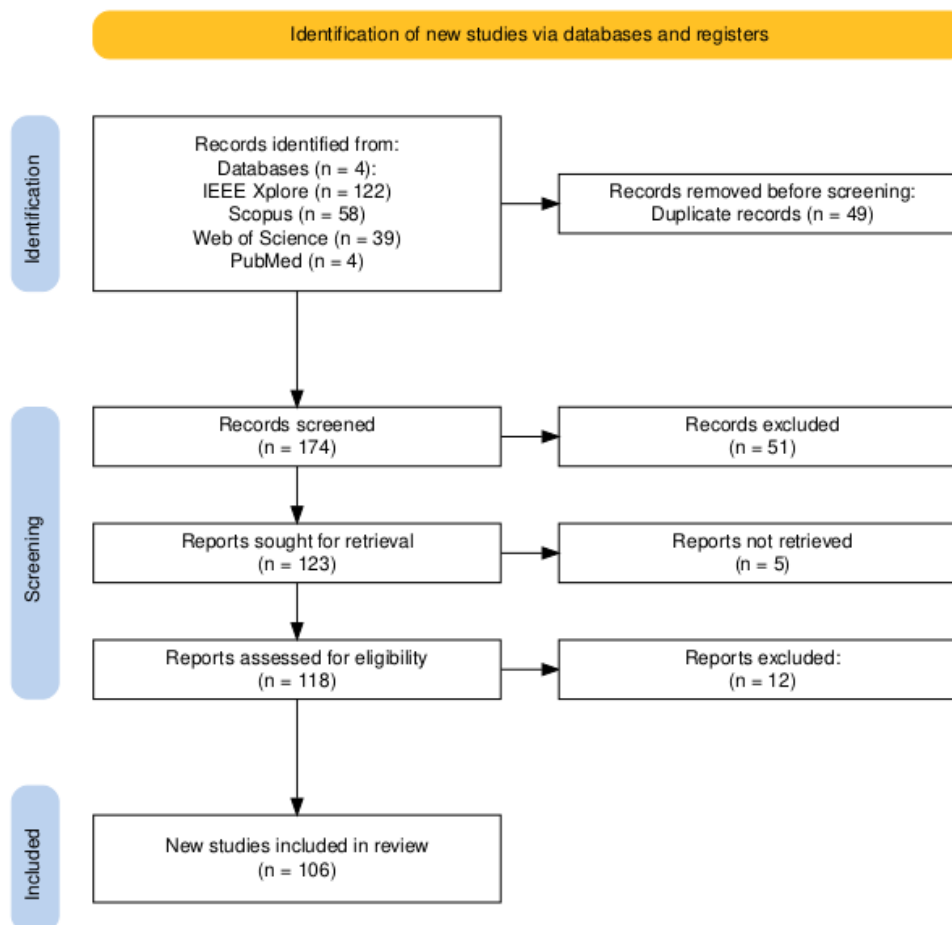 Identification of new studies via databases and registers
Identification
Records identified from:
Databases (n = 4):
IEEE Xplore (n = 122)
Scopus (n = 58)
Web of Science (n = 39)
PubMed (n = 4)
Records removed before screening:
Duplicate records (n = 49)
Screening
Records screened
(n = 174)
Records excluded
(n = 51)
Reports sought for retrieval
(n = 123)
Reports not retrieved
(n = 5)
Reports assessed for eligibility
(n = 118)
Reports excluded:
(n = 12)
Included
New studies included in review
(n = 106)